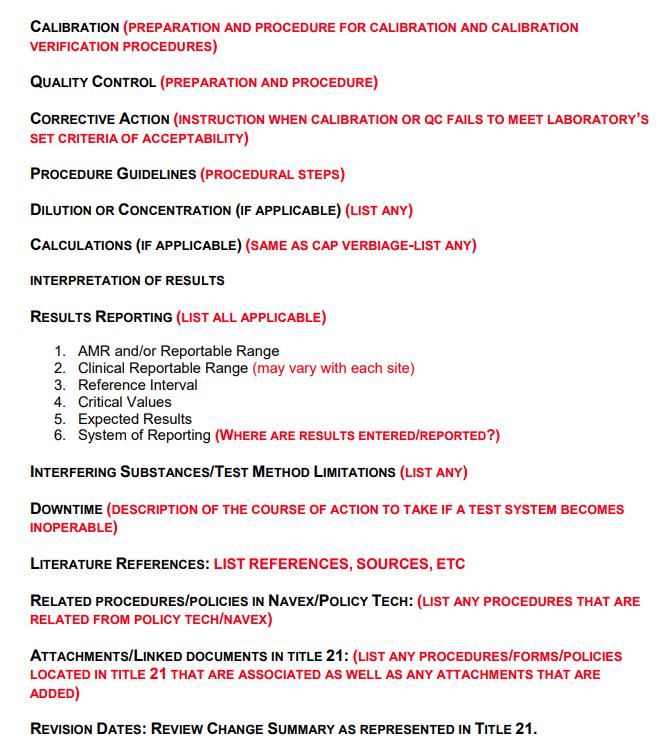 CALIBRATION (PREPARATION AND PROCEDURE FOR CALIBRATION AND CALIBRATION
VERIFICATION PROCEDURES)
QUALITY CONTROL (PREPARATION AND PROCEDURE)
CORRECTIVE ACTION (INSTRUCTION WHEN CALIBRATION OR QC FAILS TO MEET LABORATORY'S
SET CRITERIA OF ACCEPTABILITY)
PROCEDURE GUIDELINES (PROCEDURAL STEPS)
DILUTION OR CONCENTRATION (IF APPLICABLE) (LIST ANY)
CALCULATIONS (IF APPLICABLE) (SAME AS CAP VERBIAGE-LIST ANY)
INTERPRETATION OF RESULTS
RESULTS REPORTING (LIST ALL APPLICABLE)
1. AMR and/or Reportable Range
2. Clinical Reportable Range (may vary with each site)
3. Reference Interval
4. Critical Values
5. Expected Results
6. System of Reporting (WHERE ARE RESULTS ENTERED/REPORTED?)
INTERFERING SUBSTANCES/TEST METHOD LIMITATIONS (LIST ANY)
DOWNTIME (DESCRIPTION OF THE COURSE OF ACTION TO TAKE IF A TEST SYSTEM BECOMES
INOPERABLE)
LITERATURE REFERENCES: LIST REFERENCES, SOURCES, ETC
RELATED PROCEDURES/POLICIES IN NAVEX/POLICY TECH: (LIST ANY PROCEDURES THAT ARE
RELATED FROM POLICY TECH/NAVEX)
ATTACHMENTS/LINKED DOCUMENTS IN TITLE 21: (LIST ANY PROCEDURES/FORMS/POLICIES
LOCATED IN TITLE 21 THAT ARE ASSOCIATED AS WELL AS ANY ATTACHMENTS THAT ARE
ADDED)
REVISION DATES: REVIEW CHANGE SUMMARY AS REPRESENTED IN TITLE 21.